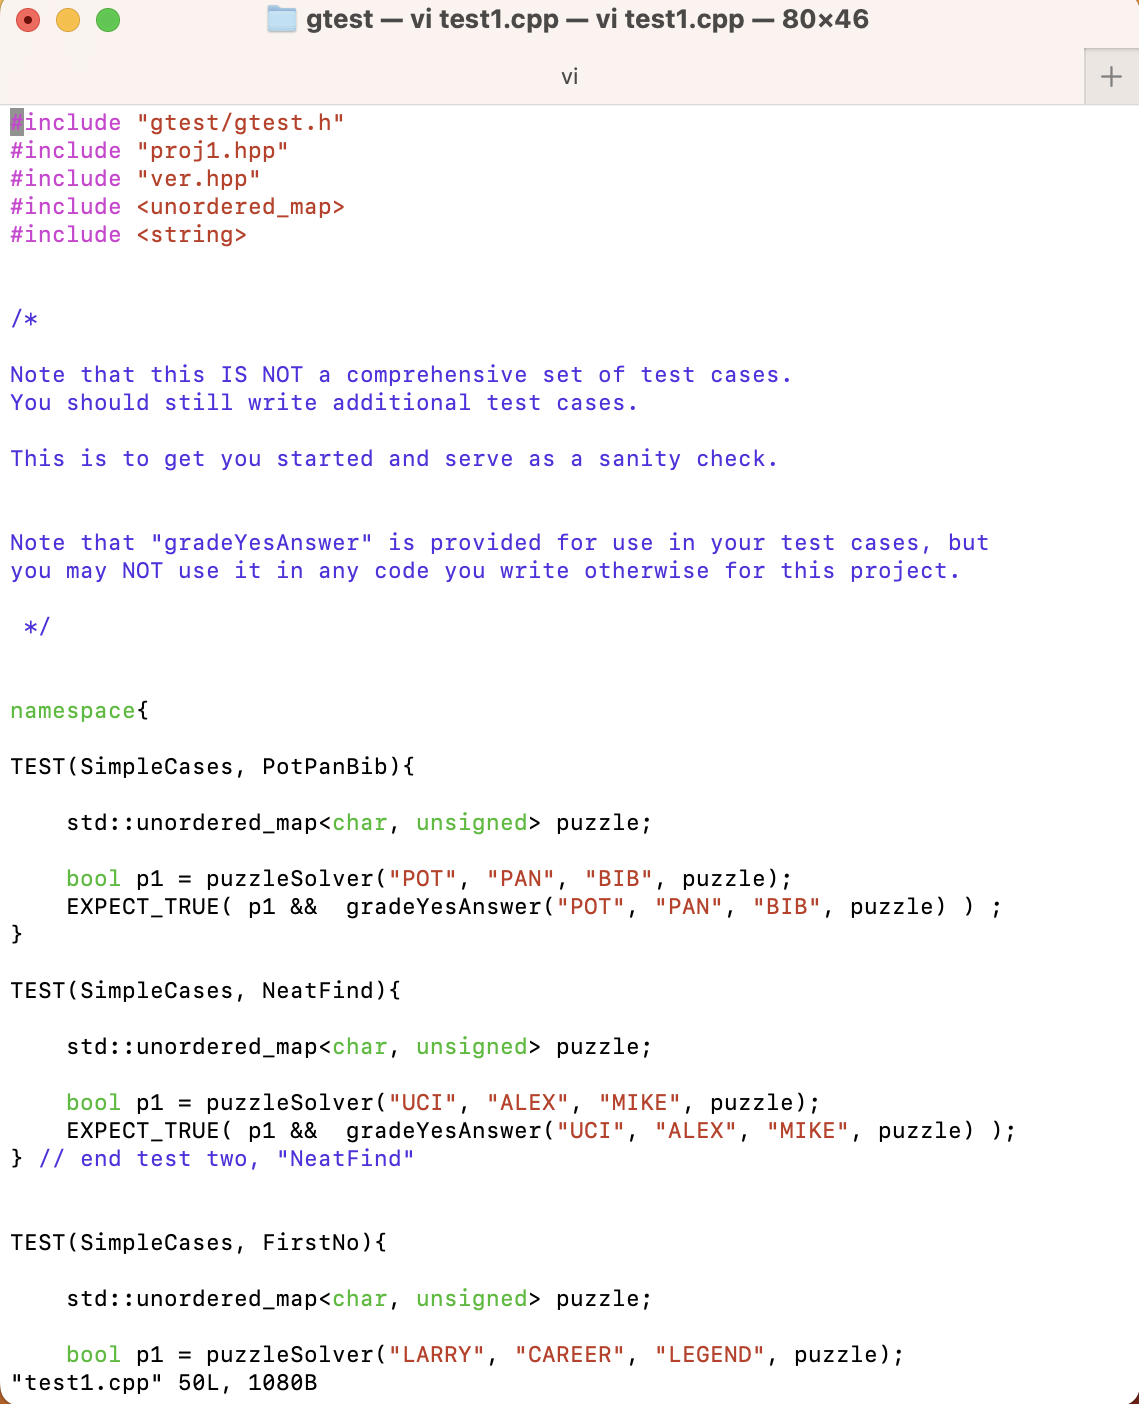 gtest — vi test1.cpp — vi test1.cpp — 80×46
vi
#include "gtest/gtest.h"
#include "proj1.hpp"
#include "ver.hpp"
#include <unordered_map>
#include <string>
/*
Note that this IS NOT a comprehensive set of test cases.
You should still write additional test cases.
This is to get you started and serve as a sanity check.
Note that "gradeYesAnswer" is provided for use in your test cases, but
you may NOT use it in any code you write otherwise for this project.
 */
namespace{
TEST(SimpleCases, PotPanBib){
    std::unordered_map<char, unsigned> puzzle;
    bool p1 = puzzleSolver("POT", "PAN", "BIB", puzzle);
    EXPECT_TRUE( p1 &&  gradeYesAnswer("POT", "PAN", "BIB", puzzle) ) ;
}
TEST(SimpleCases, NeatFind){
    std::unordered_map<char, unsigned> puzzle;
    bool p1 = puzzleSolver("UCI", "ALEX", "MIKE", puzzle);
    EXPECT_TRUE( p1 &&  gradeYesAnswer("UCI", "ALEX", "MIKE", puzzle) );
} // end test two, "NeatFind"
TEST(SimpleCases, FirstNo){
    std::unordered_map<char, unsigned> puzzle;
    bool p1 = puzzleSolver("LARRY", "CAREER", "LEGEND", puzzle);
"test1.cpp" 50L, 1080B